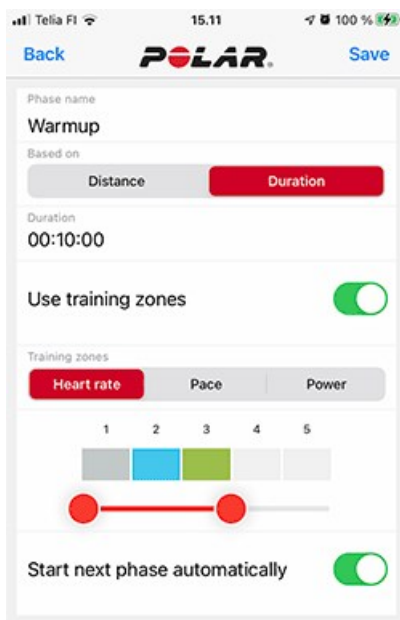 Telia FI 15.11 100 %
Back POLAR. Save
Phase name
Warmup
Based on
Distance Duration
Duration
00:10:00
Use training zones
Training zones
Heart rate Pace Power
1 2 3 4 5
Start next phase automatically